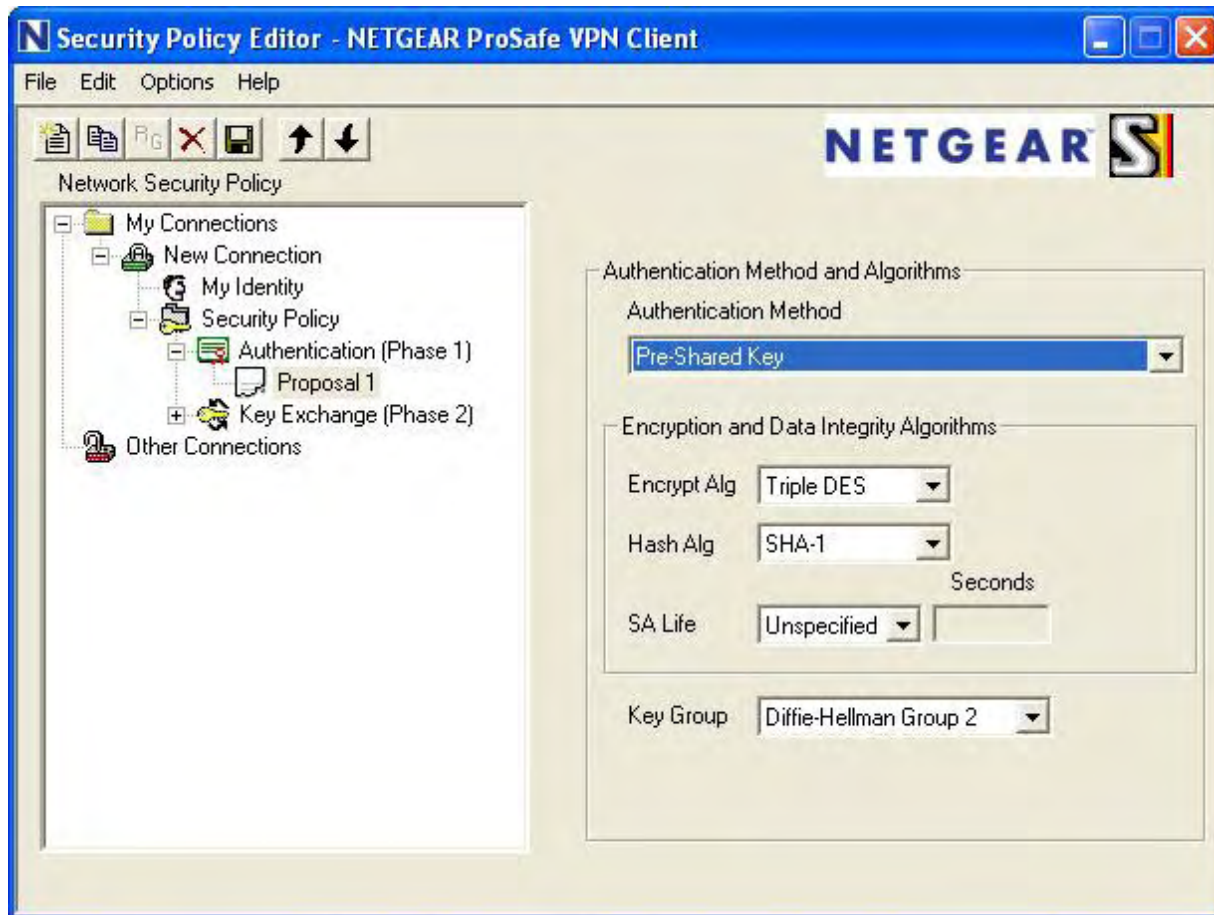 N Security Policy Editor - NETGEAR ProSafe VPN Client
File Edit Options Help
NETGEAR S
Network Security Policy
My Connections
New Connection
My Identity
Security Policy
Authentication (Phase 1)
Proposal 1
Key Exchange (Phase 2)
Other Connections
Authentication Method and Algorithms
Authentication Method
Pre-Shared Key
Encryption and Data Integrity Algorithms
Encrypt Alg Triple DES
Hash Alg SHA-1
Seconds
SA Life Unspecified
Key Group Diffie-Hellman Group 2